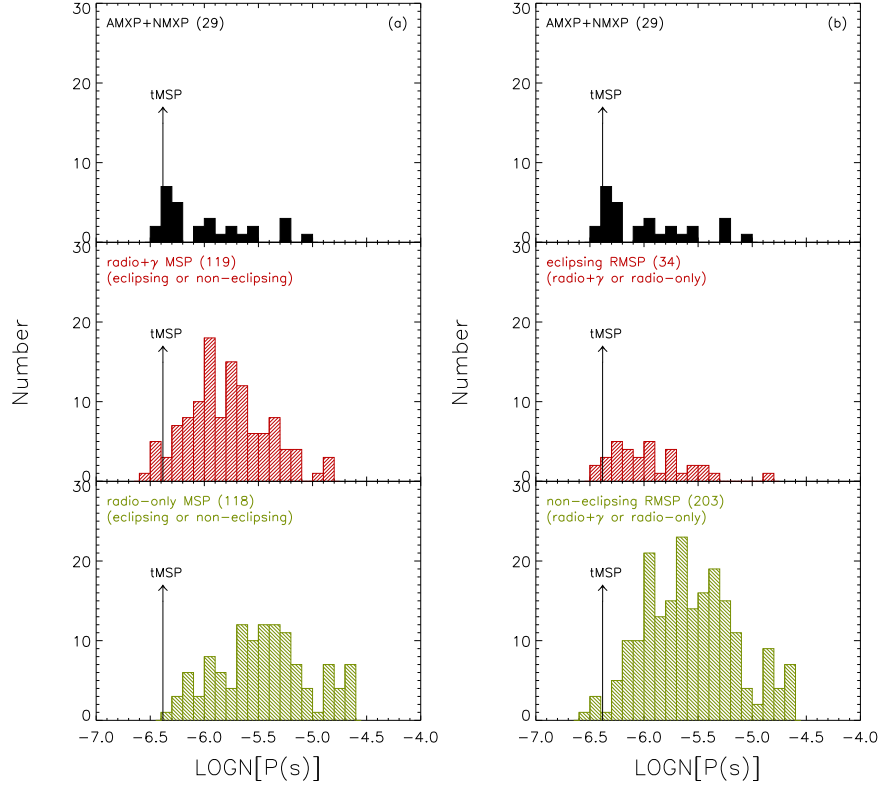 AMXP+NMXP (29)
(a)
30
20
10
0
tMSP
radio+γ MSP (119)
(eclipsing or non−eclipsing)
30
20
10
0
tMSP
Number
radio−only MSP (118)
(eclipsing or non−eclipsing)
30
20
10
0
tMSP
−7.0 −6.5 −6.0 −5.5 −5.0 −4.5 −4.0
LOGN[P(s)]
AMXP+NMXP (29)
(b)
30
20
10
0
tMSP
eclipsing RMSP (34)
(radio+γ or radio−only)
30
20
10
0
tMSP
Number
non−eclipsing RMSP (203)
(radio+γ or radio−only)
30
20
10
0
tMSP
−7.0 −6.5 −6.0 −5.5 −5.0 −4.5 −4.0
LOGN[P(s)]